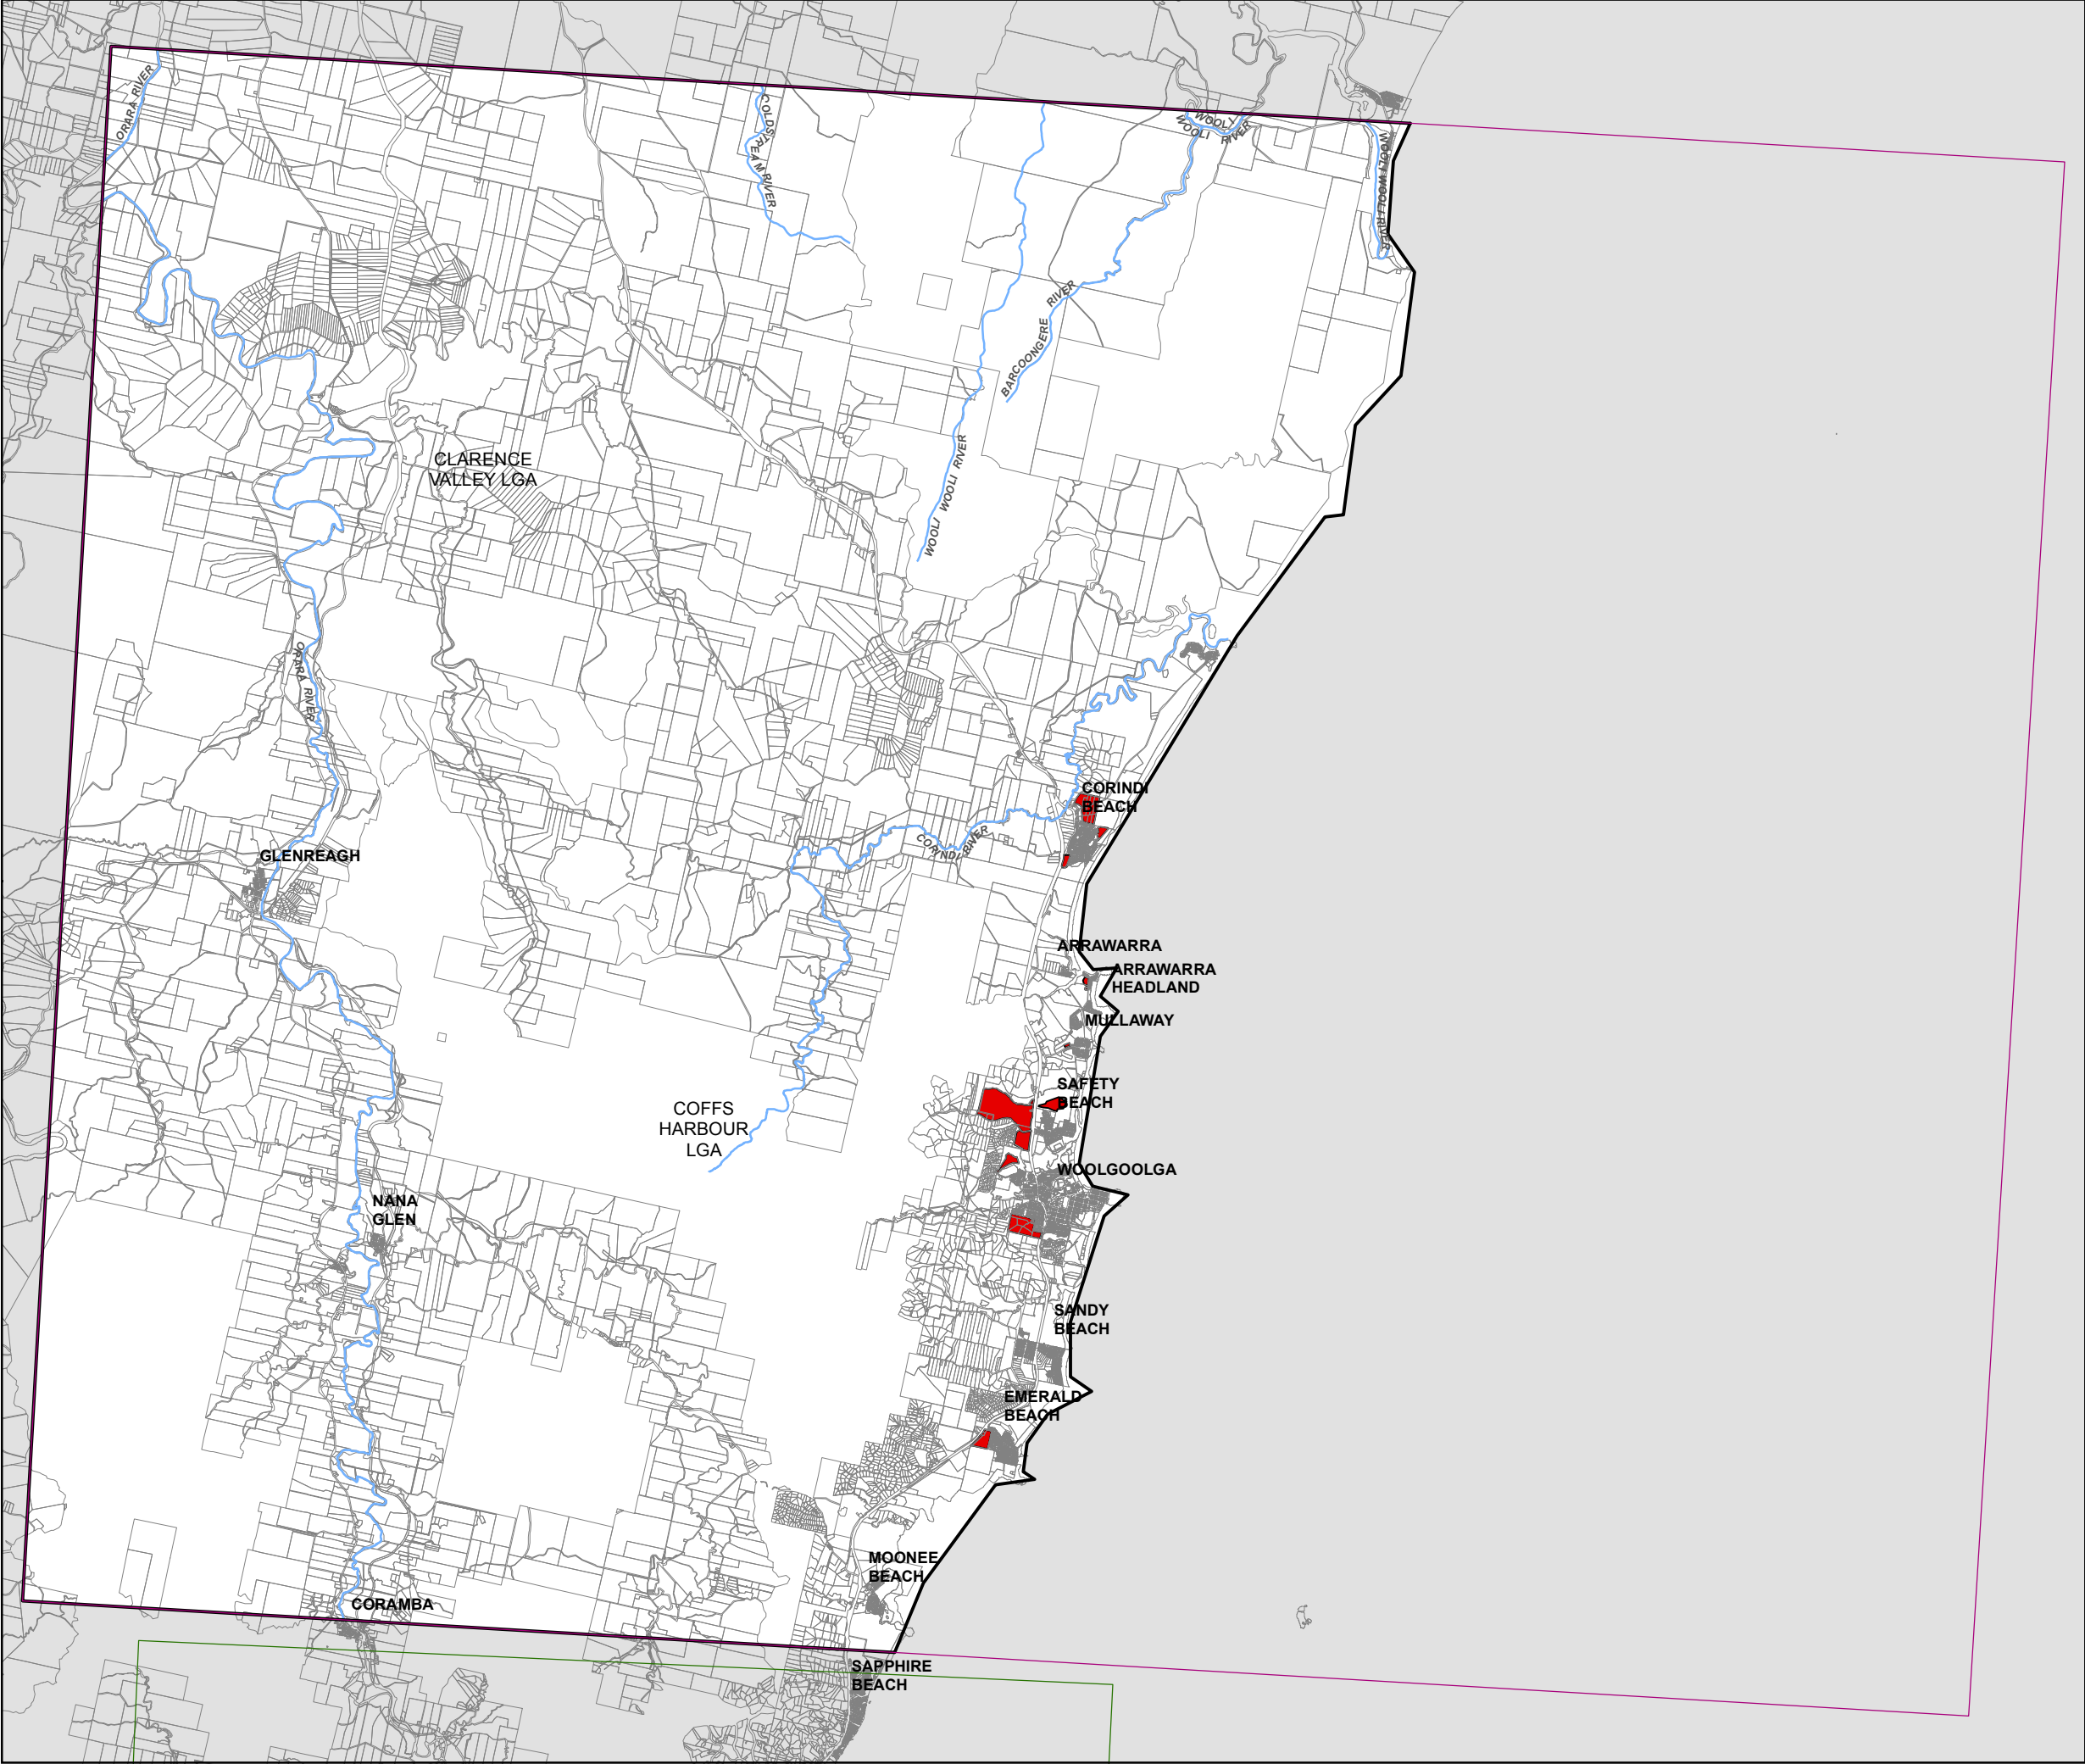 ORARA RIVER
COLDSTREAM RIVER
WOOLI
WOOLI RIVER
WOOLI WOOLI RIVER
BARCOONGERE RIVER
CLARENCE
VALLEY LGA
WOOLI WOOLI RIVER
ORARA RIVER
CORINDI
BEACH
CORINDI RIVER
GLENREAGH
ARRAWARRA
ARRAWARRA
HEADLAND
MULLAWAY
SAFETY
BEACH
COFFS
HARBOUR
LGA
WOOLGOOLGA
NANA
GLEN
SANDY
BEACH
EMERALD
BEACH
MOONEE
BEACH
CORAMBA
SAPPHIRE
BEACH